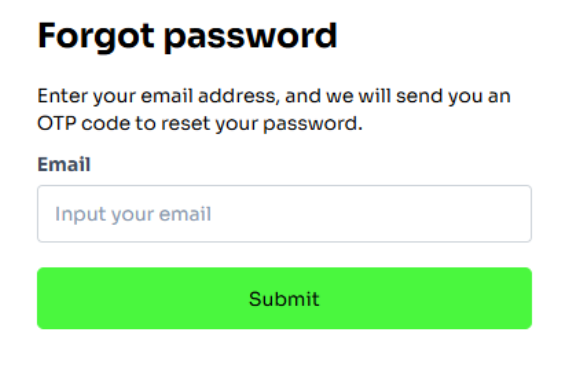 Forgot password
Enter your email address, and we will send you an
OTP code to reset your password.
Email
Input your email
Submit